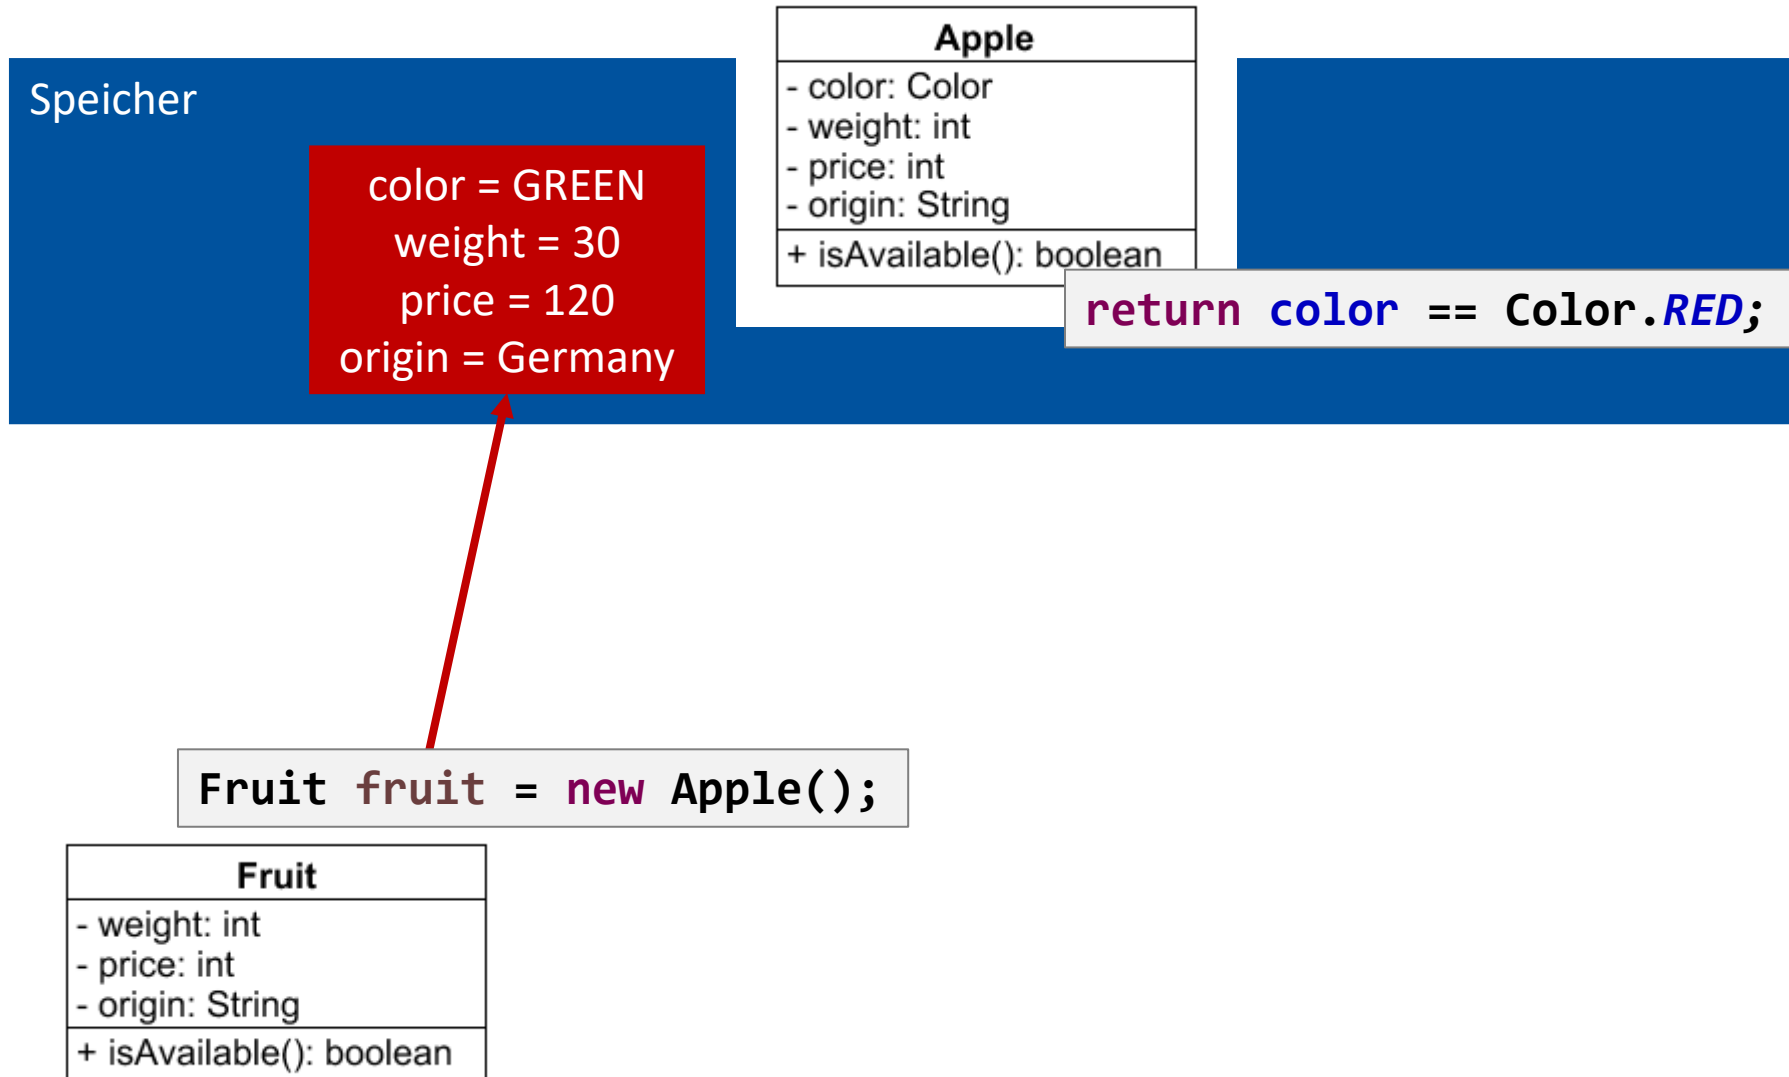 Speicher
color = GREEN
weight = 30
price = 120
origin = Germany
Apple
- color: Color
- weight: int
- price: int
- origin: String
+ isAvailable(): boolean
return color == Color.RED;
Fruit fruit = new Apple();
Fruit
- weight: int
- price: int
- origin: String
+ isAvailable(): boolean